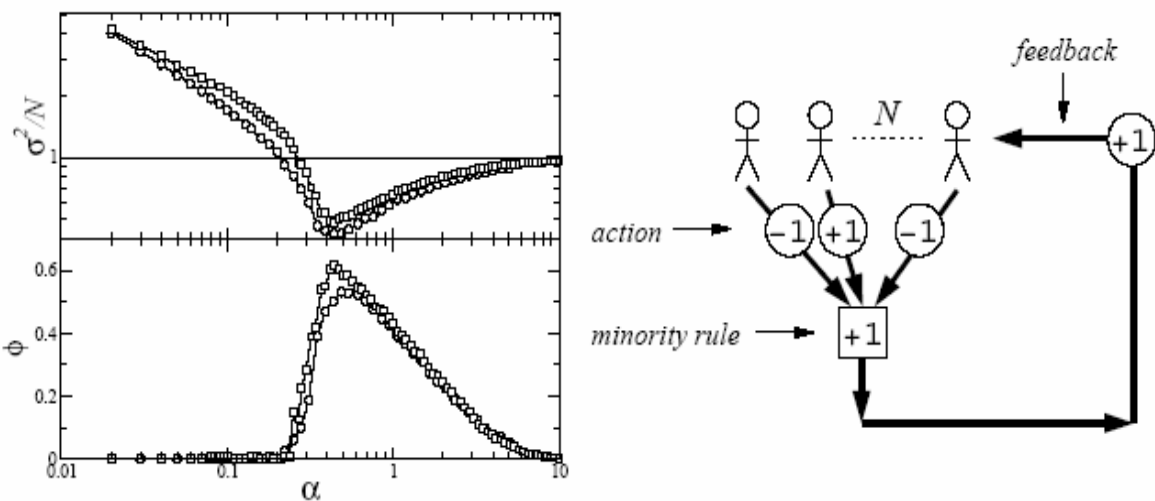 σ²/N
1
0.6
0.4
0.2
0
ϕ
0.01
0.1
1
10
α
feedback
N
+1
action
-1
+1
-1
minority rule
+1